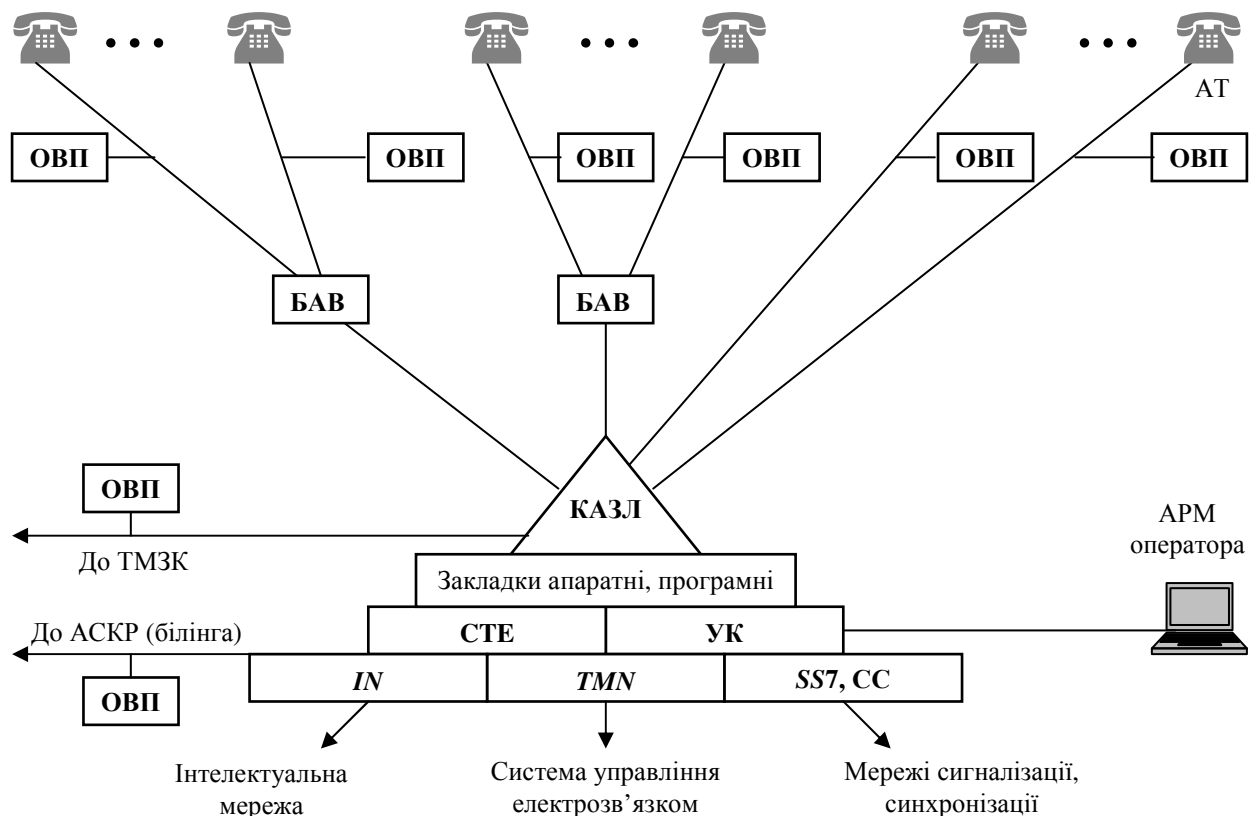 АТ
ОВП ОВП ОВП ОВП ОВП ОВП
БАВ БАВ
КАЗЛ
ОВП
До ТМЗК
АРМ
оператора
Закладки апаратні, програмні
До АСКР (білінга)
СТЕ УК
ОВП
IN TMN SS7, СС
Інтелектуальна
мережа
Система управління
електрозв’язком
Мережі сигналізації,
синхронізації